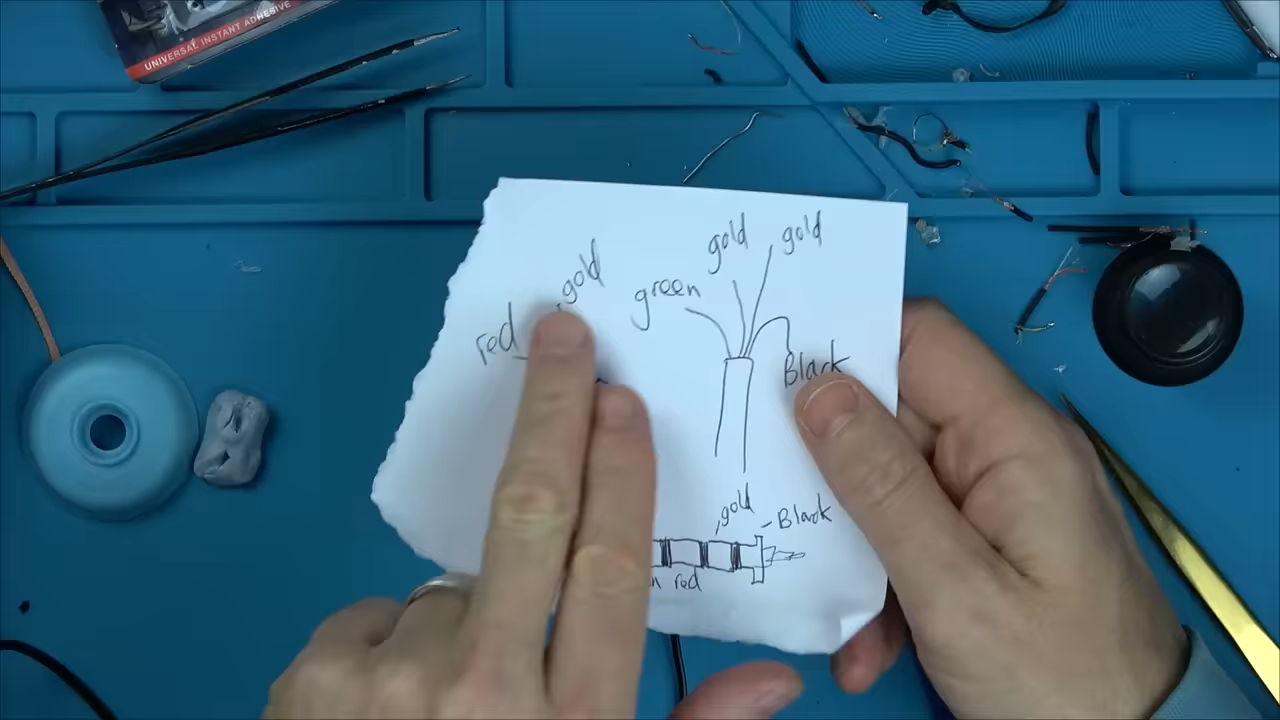 UNIVERSAL INSTANT ADHESIVE
gold gold
gold
green
red
Black
gold
Black
red